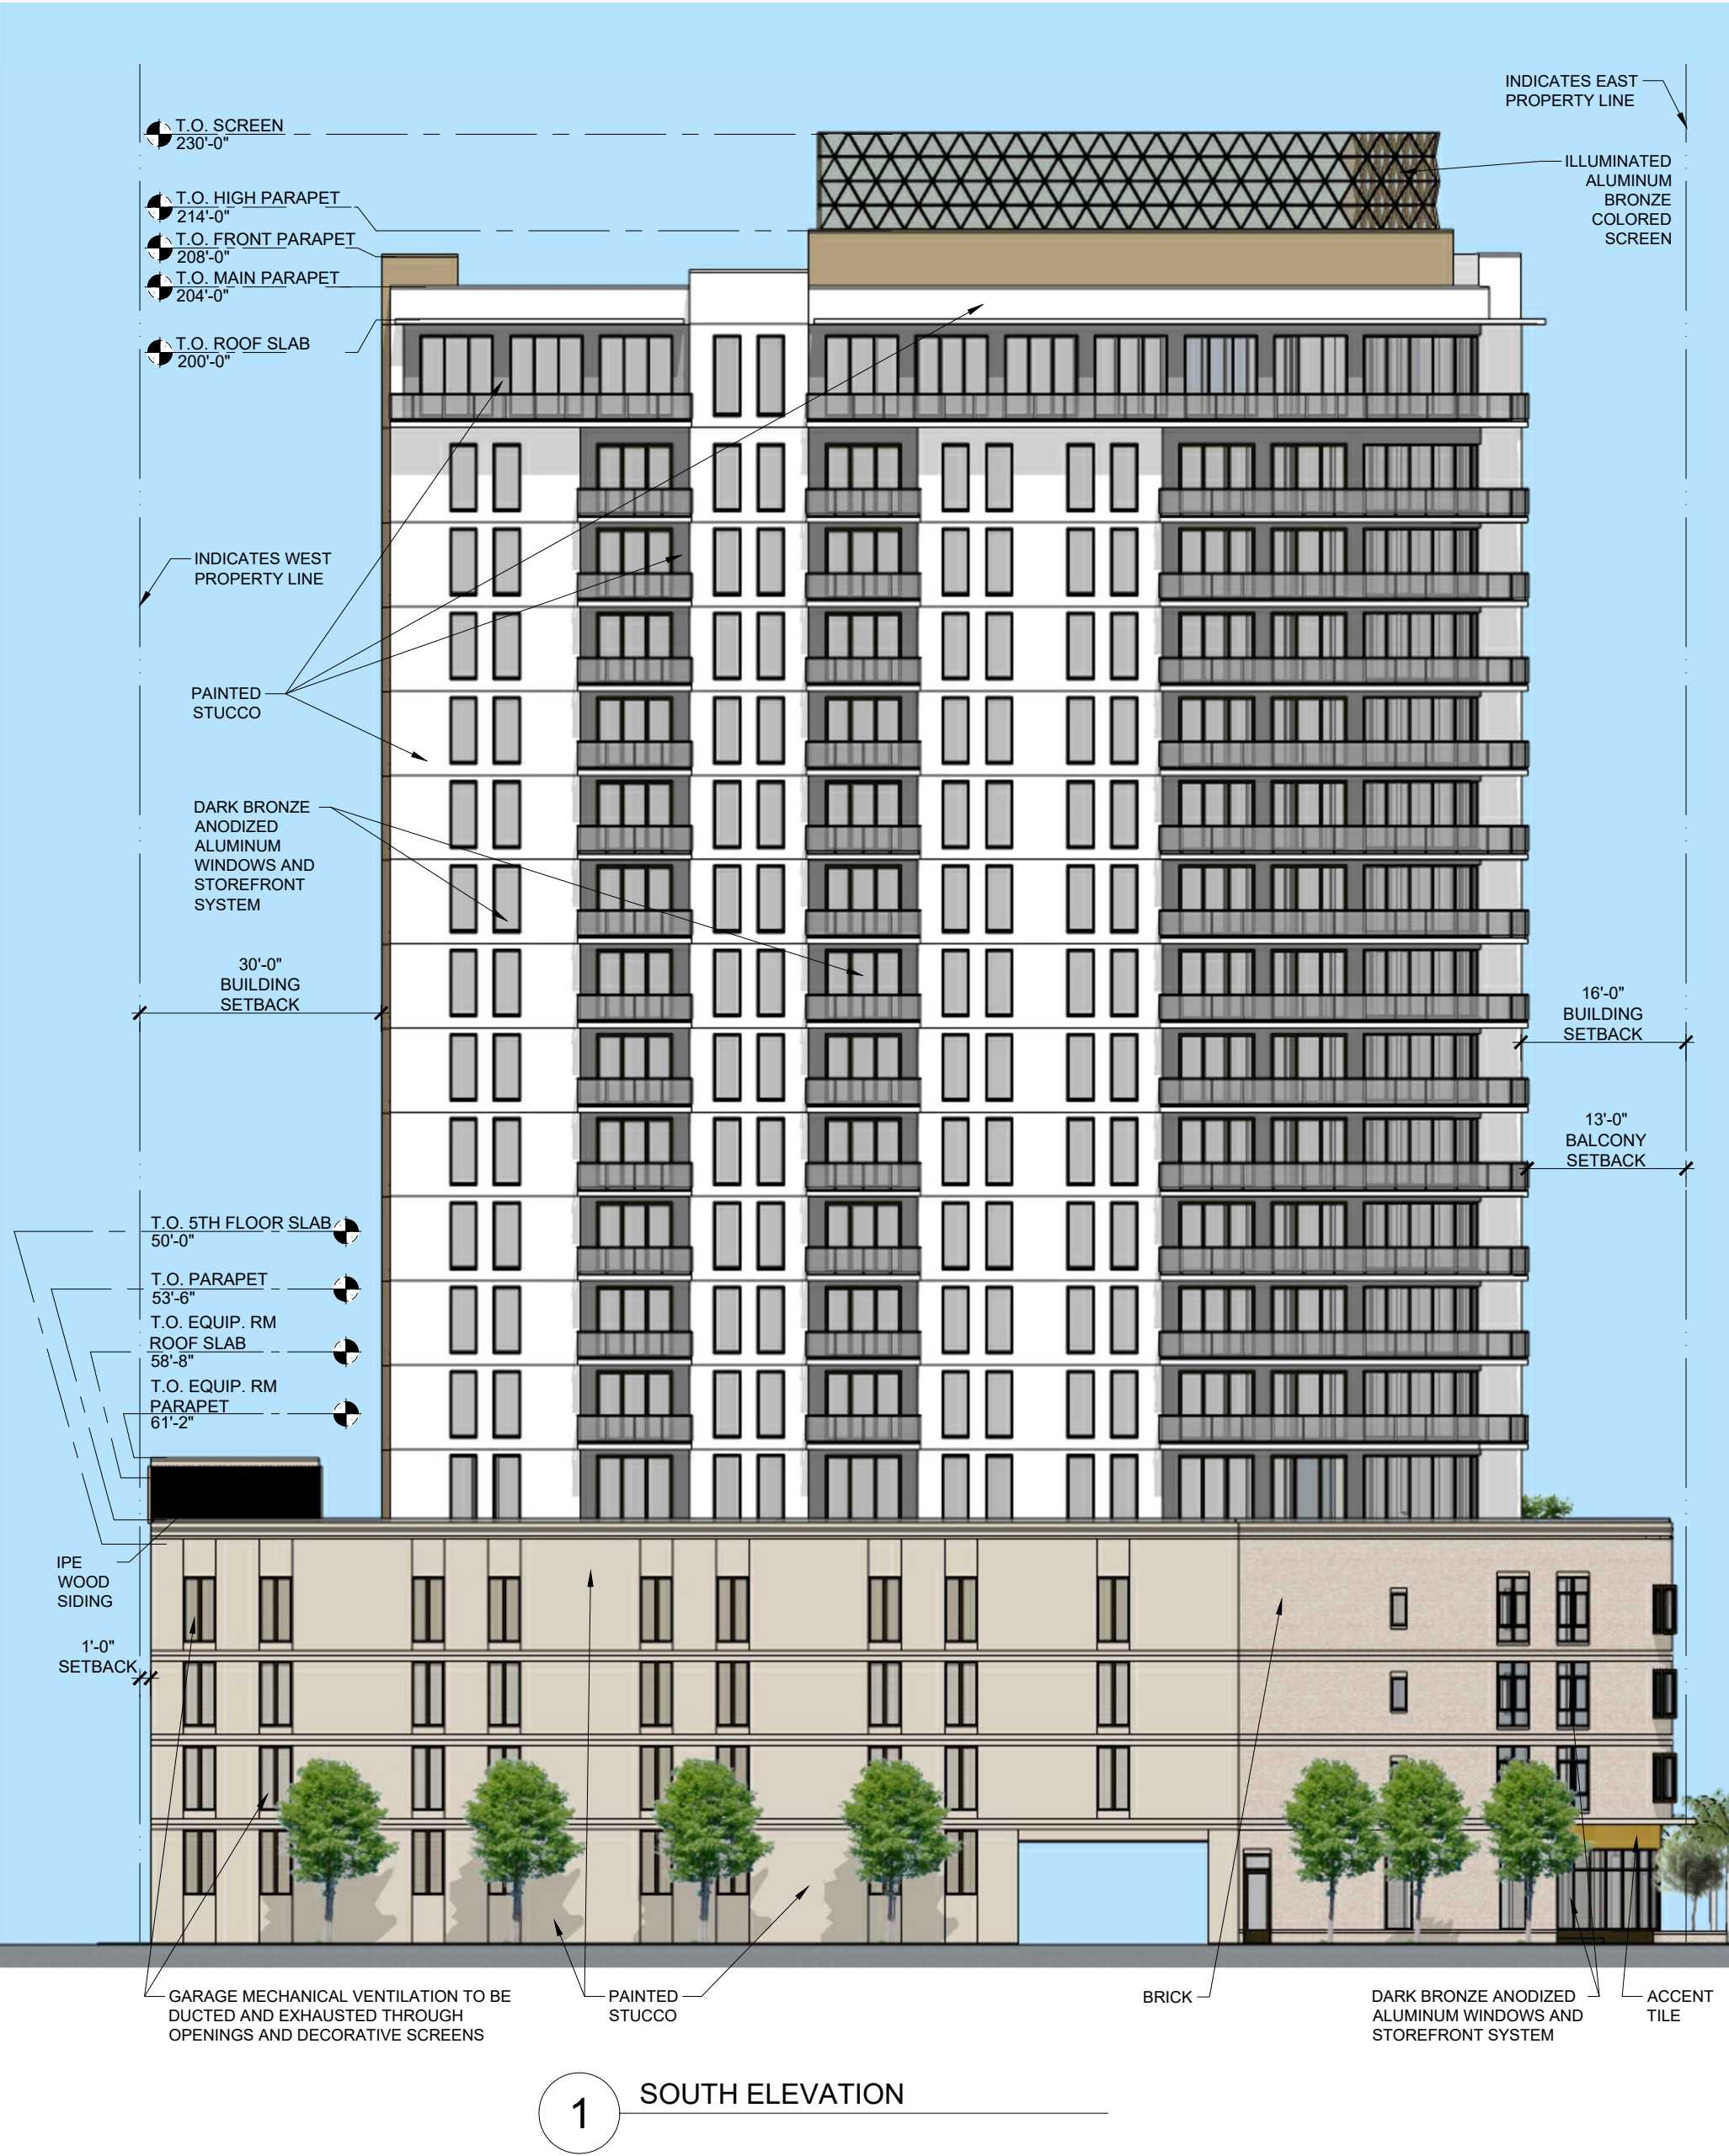 INDICATES EAST
PROPERTY LINE
T.O. SCREEN
230'-0"
ILLUMINATED
ALUMINUM
BRONZE
COLORED
SCREEN
T.O. HIGH PARAPET
214'-0"
T.O. FRONT PARAPET
208'-0"
T.O. MAIN PARAPET
204'-0"
T.O. ROOF SLAB
200'-0"
INDICATES WEST
PROPERTY LINE
PAINTED
STUCCO
DARK BRONZE
ANODIZED
ALUMINUM
WINDOWS AND
STOREFRONT
SYSTEM
30'-0"
BUILDING
SETBACK
16'-0"
BUILDING
SETBACK
13'-0"
BALCONY
SETBACK
T.O. 5TH FLOOR SLAB
50'-0"
T.O. PARAPET
53'-6"
T.O. EQUIP. RM
ROOF SLAB
58'-8"
T.O. EQUIP. RM
PARAPET
61'-2"
IPE
WOOD
SIDING
1'-0"
SETBACK
GARAGE MECHANICAL VENTILATION TO BE
DUCTED AND EXHAUSTED THROUGH
OPENINGS AND DECORATIVE SCREENS
PAINTED
STUCCO
BRICK
DARK BRONZE ANODIZED
ALUMINUM WINDOWS AND
STOREFRONT SYSTEM
ACCENT
TILE
1
SOUTH ELEVATION